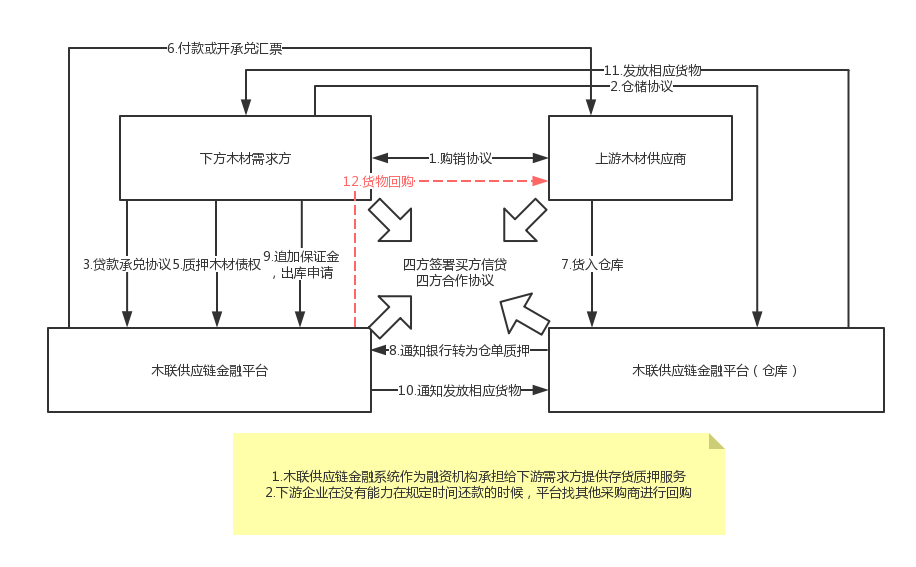 6.付款或开承兑汇票
11.发放相应货物
2.仓储协议
下方木材需求方
1.购销协议
上游木材供应商
12.货物回购
3.贷款承兑协议
5.质押木材债权
9.追加保证金
，出库申请
四方签署买方信贷
四方合作协议
7.货入仓库
木联供应链金融平台
8.通知银行转为仓单质押
10.通知发放相应货物
木联供应链金融平台（仓库）
1.木联供应链金融系统作为融资机构承担给下游需求方提供存货质押服务
2.下游企业在没有能力在规定时间还款的时候，平台找其他采购商进行回购